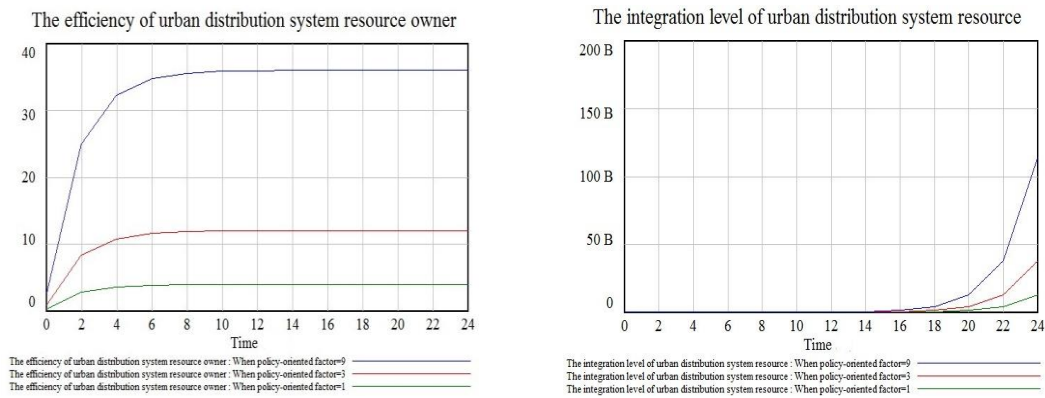 The efficiency of urban distribution system resource owner
40
30
20
10
0
0 2 4 6 8 10 12 14 16 18 20 22 24
Time
The efficiency of urban distribution system resource owner : When policy-oriented factor=9
The efficiency of urban distribution system resource owner : When policy-oriented factor=3
The efficiency of urban distribution system resource owner : When policy-oriented factor=1
The integration level of urban distribution system resource
200 B
150 B
100 B
50 B
0
0 2 4 6 8 10 12 14 16 18 20 22 24
Time
The integration level of urban distribution system resource : When policy-oriented factor=9
The integration level of urban distribution system resource : When policy-oriented factor=3
The integration level of urban distribution system resource : When policy-oriented factor=1